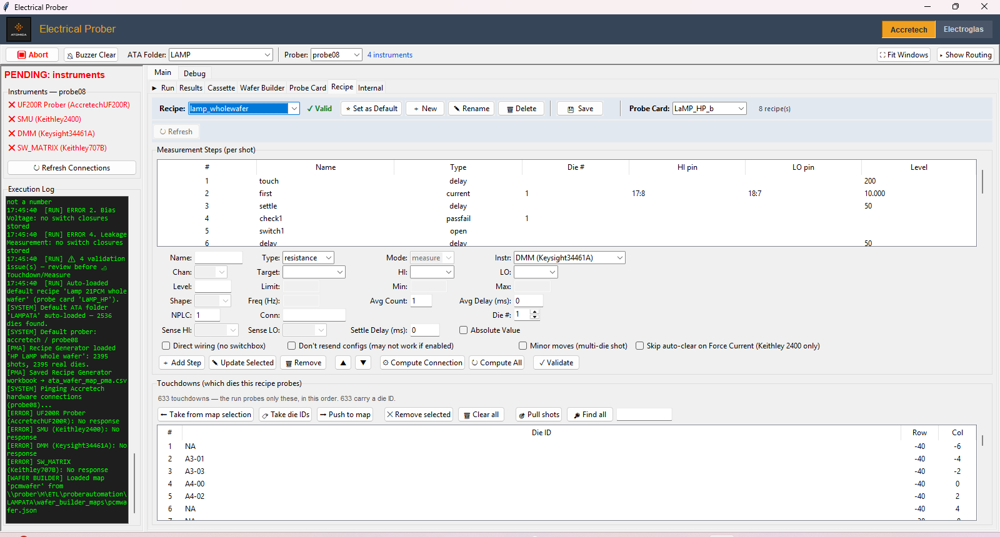 Electrical Prober
ATOMICA
Electrical Prober
Accretech
Electroglas
Abort
Buzzer Clear
ATA Folder:
LAMP
Prober:
probe08
4 instruments
Fit Windows
Show Routing
PENDING: instruments
Instruments — probe08
UF200R Prober (AccretechUF200R)
SMU (Keithley2400)
DMM (Keysight34461A)
SW_MATRIX (Keithley707B)
Refresh Connections
Execution Log
not a number
17:45:40 [RUN] ERROR 2. Bias
Voltage: no switch closures
stored
17:45:40 [RUN] ERROR 4. Leakage
Measurement: no switch closures
stored
17:45:40 [RUN] ⚠ 4 validation
issue(s) — review before
Touchdown/Measure
17:45:40 [RUN] Auto-loaded
default recipe 'Lamp 21PCM whole
wafer' (probe card 'LaMP_HP').
[SYSTEM] Default ATA folder
'LAMPATA' auto-loaded — 2536
dies found.
[SYSTEM] Default prober:
accretech / probe08
[PMA] Recipe Generator loaded
'HP LaMP whole wafer': 2395
shots, 2395 real dies.
[PMA] Saved Recipe Generator
workbook → ata_wafer_map_pma.csv
[SYSTEM] Pinging Accretech
hardware connections
(probe08)...
[ERROR] UF200R Prober
(AccretechUF200R): No response
[ERROR] SMU (Keithley2400): No
response
[ERROR] DMM (Keysight34461A): No
response
[ERROR] SW_MATRIX
(Keithley707B): No response
[WAFER BUILDER] Loaded map
'pcmwafer' from
\\prober\M\ETL\proberautomation\
LAMPATA\wafer_builder_maps\pcmwa
fer.json
Main
Debug
Run
Results
Cassette
Wafer Builder
Probe Card
Recipe
Internal
Recipe:
lamp_wholewafer
✓ Valid
Set as Default
+ New
Rename
Delete
Save
Probe Card:
LaMP_HP_b
8 recipe(s)
Refresh
Measurement Steps (per shot)
# Name Type Die # HI pin LO pin Level
1 touch delay 200
2 first current 1 17:8 18:7 10.000
3 settle delay 50
4 check1 passfail 1
5 switch1 open
6 delay delay 50
Name: Type: resistance Mode: measure Instr: DMM (Keysight34461A)
Chan: Target: HI: LO:
Level: Limit: Min: Max:
Shape: Freq (Hz): Avg Count: 1 Avg Delay (ms): 0
NPLC: 1 Conn: Die #: 1
Sense HI: Sense LO: Settle Delay (ms): 0 Absolute Value
Direct wiring (no switchbox) Don't resend configs (may not work if enabled) Minor moves (multi-die shot) Skip auto-clear on Force Current (Keithley 2400 only)
+ Add Step Update Selected Remove ▲ ▼ Compute Connection Compute All ✓ Validate
Touchdowns (which dies this recipe probes)
633 touchdowns — the run probes only these, in this order. 633 carry a die ID.
Take from map selection Take die IDs Push to map Remove selected Clear all Pull shots Find all
# Die ID Row Col
1 NA -40 -6
2 A3-01 -40 -4
3 A3-03 -40 -2
4 A4-00 -40 0
5 A4-02 -40 2
6 NA -40 4